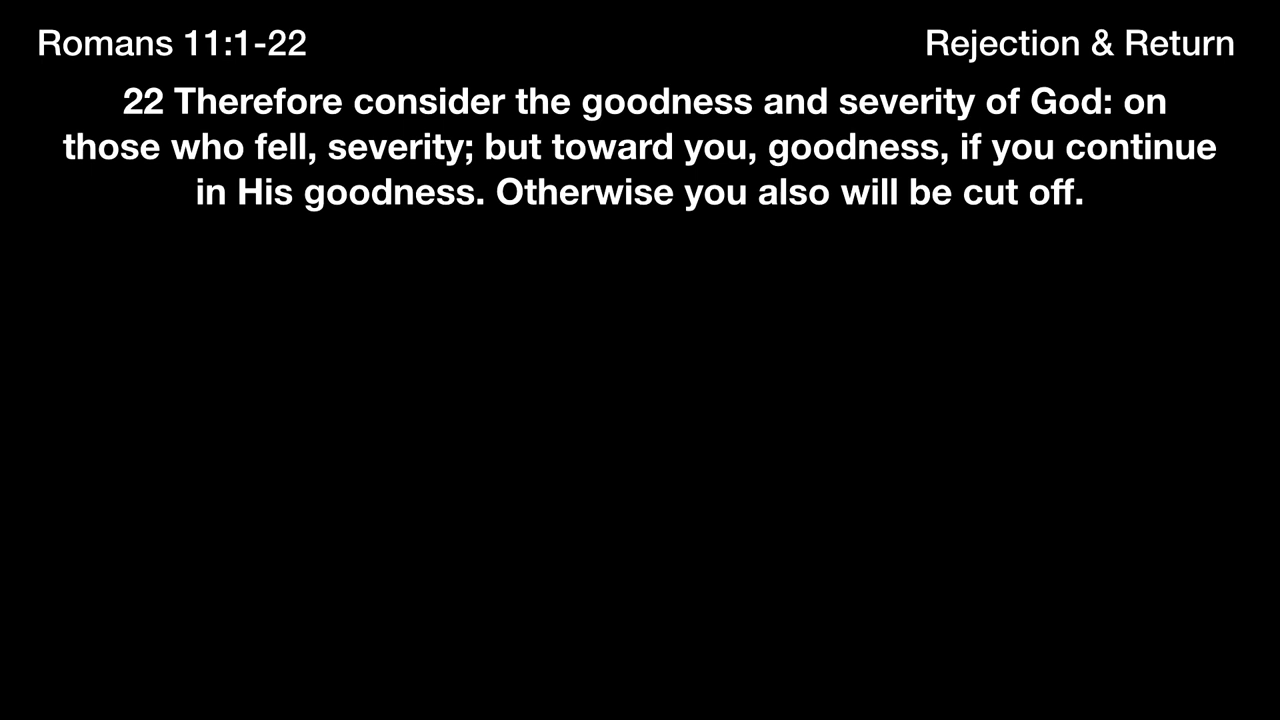 Romans 11:1-22
Rejection & Return
22 Therefore consider the goodness and severity of God: on
those who fell, severity; but toward you, goodness, if you continue
in His goodness. Otherwise you also will be cut off.